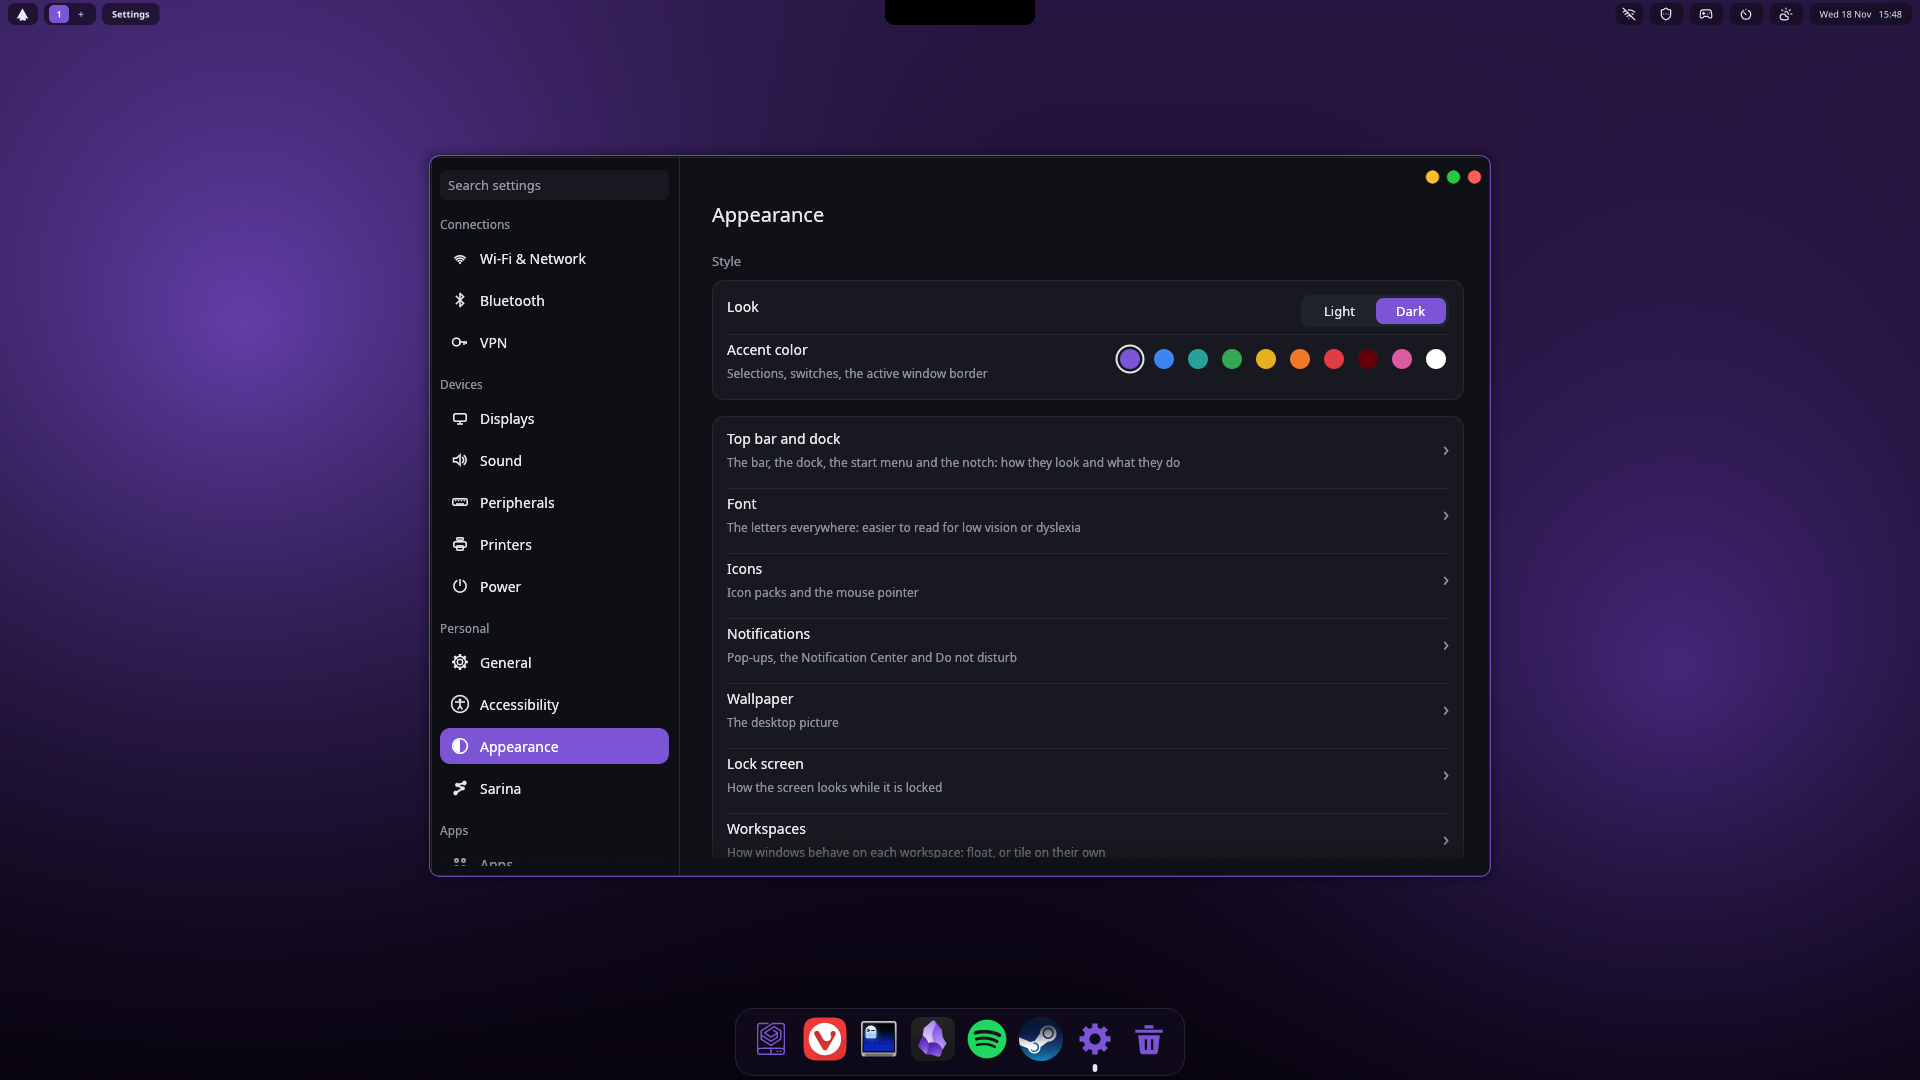 1 + Settings
Wed 18 Nov 15:48
Search settings
Connections
Wi-Fi & Network
Bluetooth
VPN
Devices
Displays
Sound
Peripherals
Printers
Power
Personal
General
Accessibility
Appearance
Sarina
Apps
Apps
Appearance
Style
Look
Light Dark
Accent color
Selections, switches, the active window border
Top bar and dock
The bar, the dock, the start menu and the notch: how they look and what they do
Font
The letters everywhere: easier to read for low vision or dyslexia
Icons
Icon packs and the mouse pointer
Notifications
Pop-ups, the Notification Center and Do not disturb
Wallpaper
The desktop picture
Lock screen
How the screen looks while it is locked
Workspaces
How windows behave on each workspace: float, or tile on their own